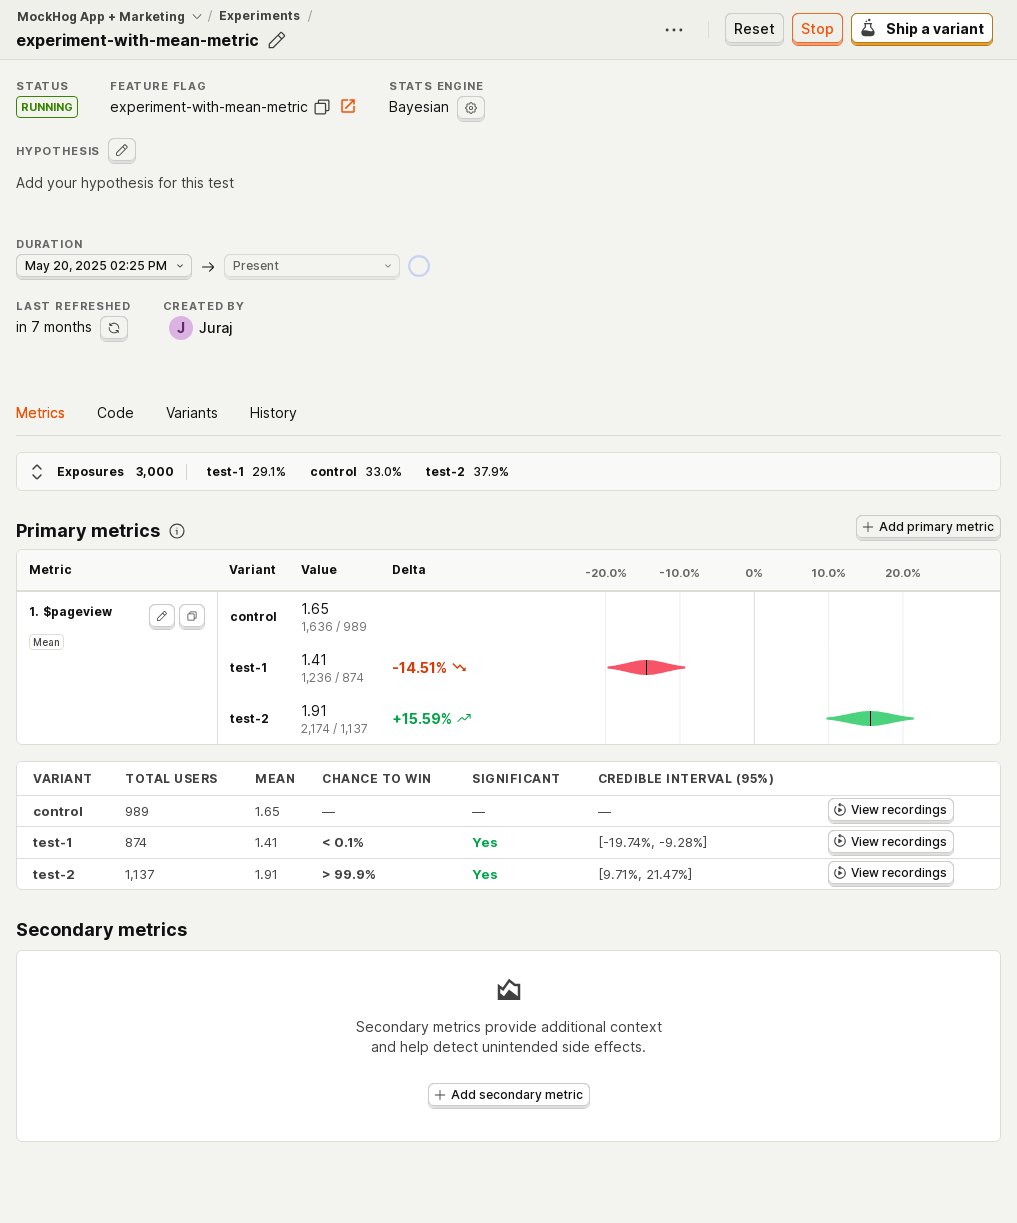 MockHog App + Marketing / Experiments /
experiment-with-mean-metric
Reset
Stop
Ship a variant
STATUS
RUNNING
FEATURE FLAG
experiment-with-mean-metric
STATS ENGINE
Bayesian
HYPOTHESIS
Add your hypothesis for this test
DURATION
May 20, 2025 02:25 PM → Present
LAST REFRESHED
in 7 months
CREATED BY
J Juraj
Metrics Code Variants History
Exposures 3,000 test-1 29.1% control 33.0% test-2 37.9%
Primary metrics
Add primary metric
Metric Variant Value Delta -20.0% -10.0% 0% 10.0% 20.0%
1. $pageview
Mean
control 1.65
1,636 / 989
test-1 1.41 -14.51%
1,236 / 874
test-2 1.91 +15.59%
2,174 / 1,137
VARIANT TOTAL USERS MEAN CHANCE TO WIN SIGNIFICANT CREDIBLE INTERVAL (95%)
control 989 1.65 — — — View recordings
test-1 874 1.41 < 0.1% Yes [-19.74%, -9.28%] View recordings
test-2 1,137 1.91 > 99.9% Yes [9.71%, 21.47%] View recordings
Secondary metrics
Secondary metrics provide additional context
and help detect unintended side effects.
Add secondary metric